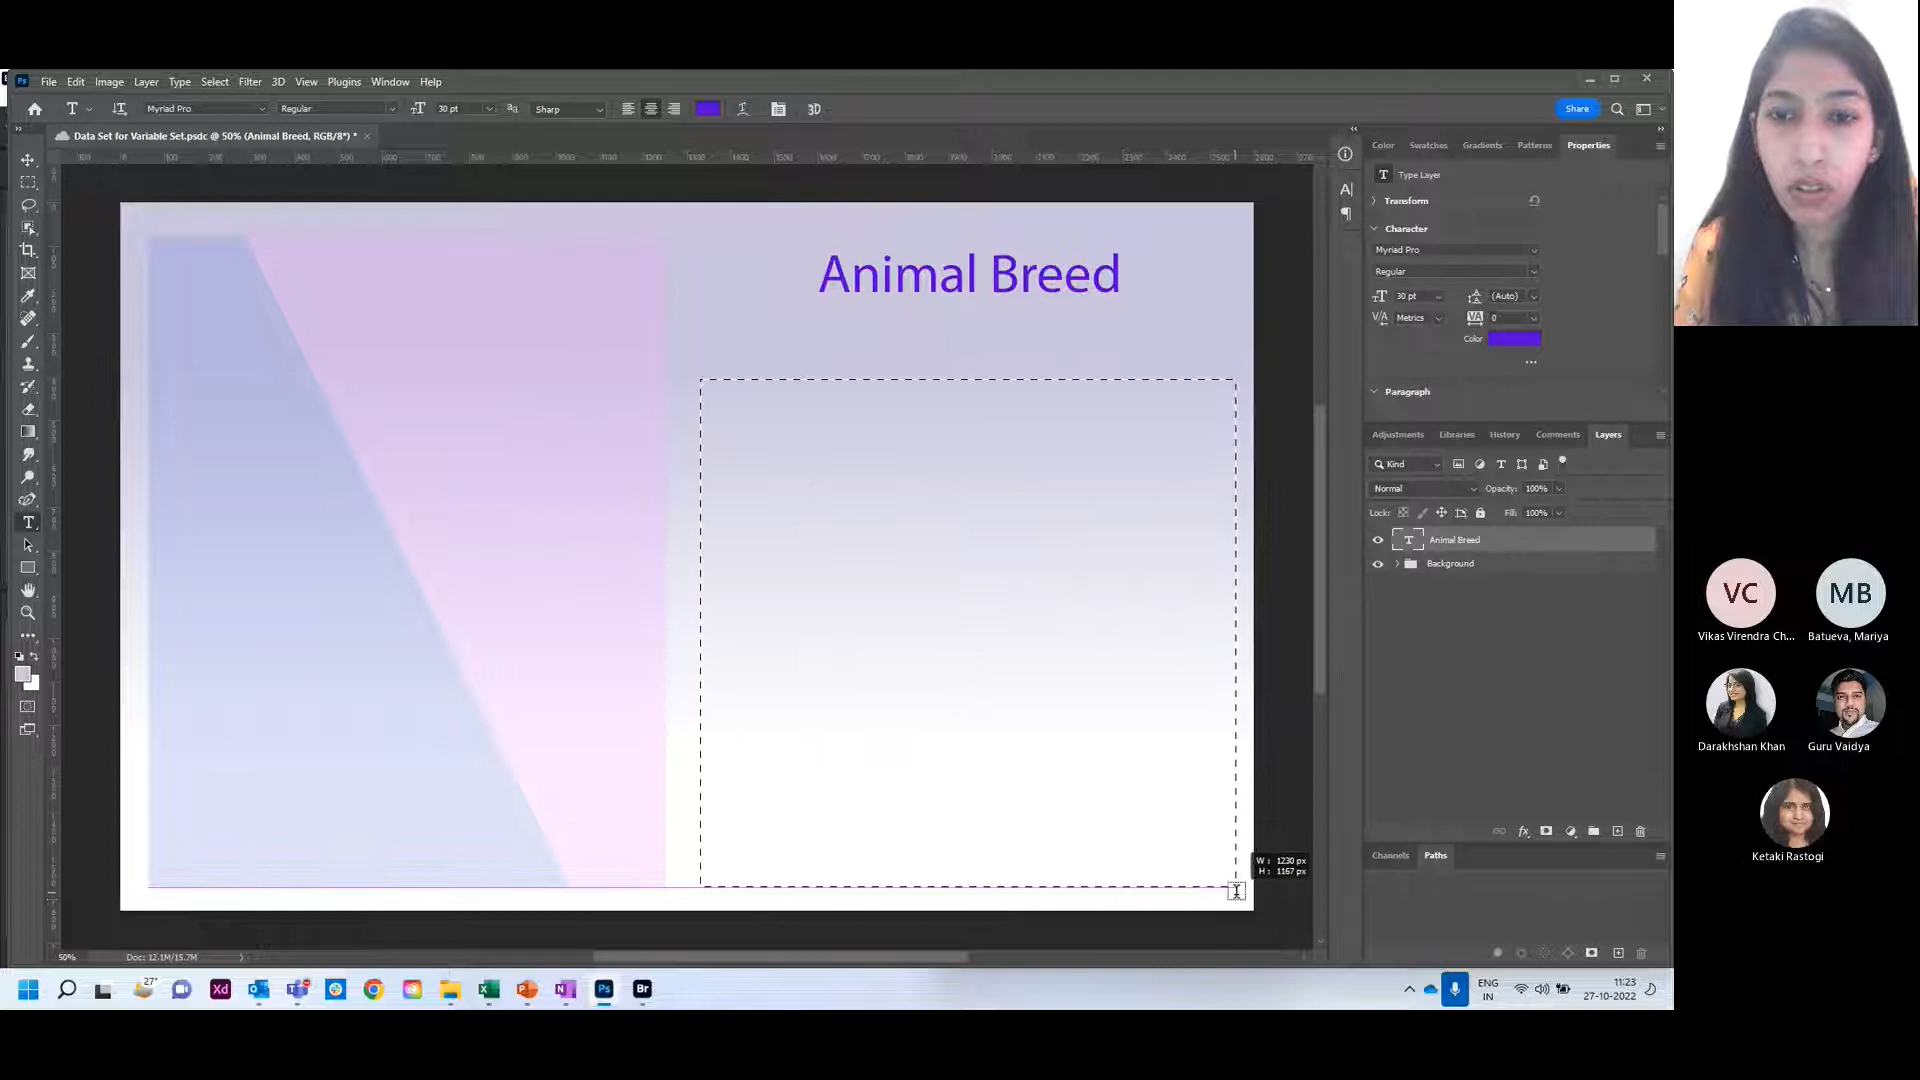 File Edit Image Layer Type Select Filter 3D View Plugins Window Help
Myriad Pro Regular 30 pt Sharp 3D Share
Data Set for Variable Set.psdc @ 50% (Animal Breed, RGB/8*) *
Animal Breed
W : 1230 px
H : 1167 px
50% Doc: 12.1M/15.7M
Color Swatches Gradients Patterns Properties
Type Layer
Transform
Character
Myriad Pro
Regular
30 pt (Auto)
Metrics 0
Color
Paragraph
Adjustments Libraries History Comments Layers
Kind
Normal Opacity: 100%
Lock: Fill: 100%
Animal Breed
Background
Channels Paths
27°
ENG
IN
11:23
27-10-2022
VC MB
Vikas Virendra Ch... Batueva, Mariya
Darakhshan Khan Guru Vaidya
Ketaki Rastogi